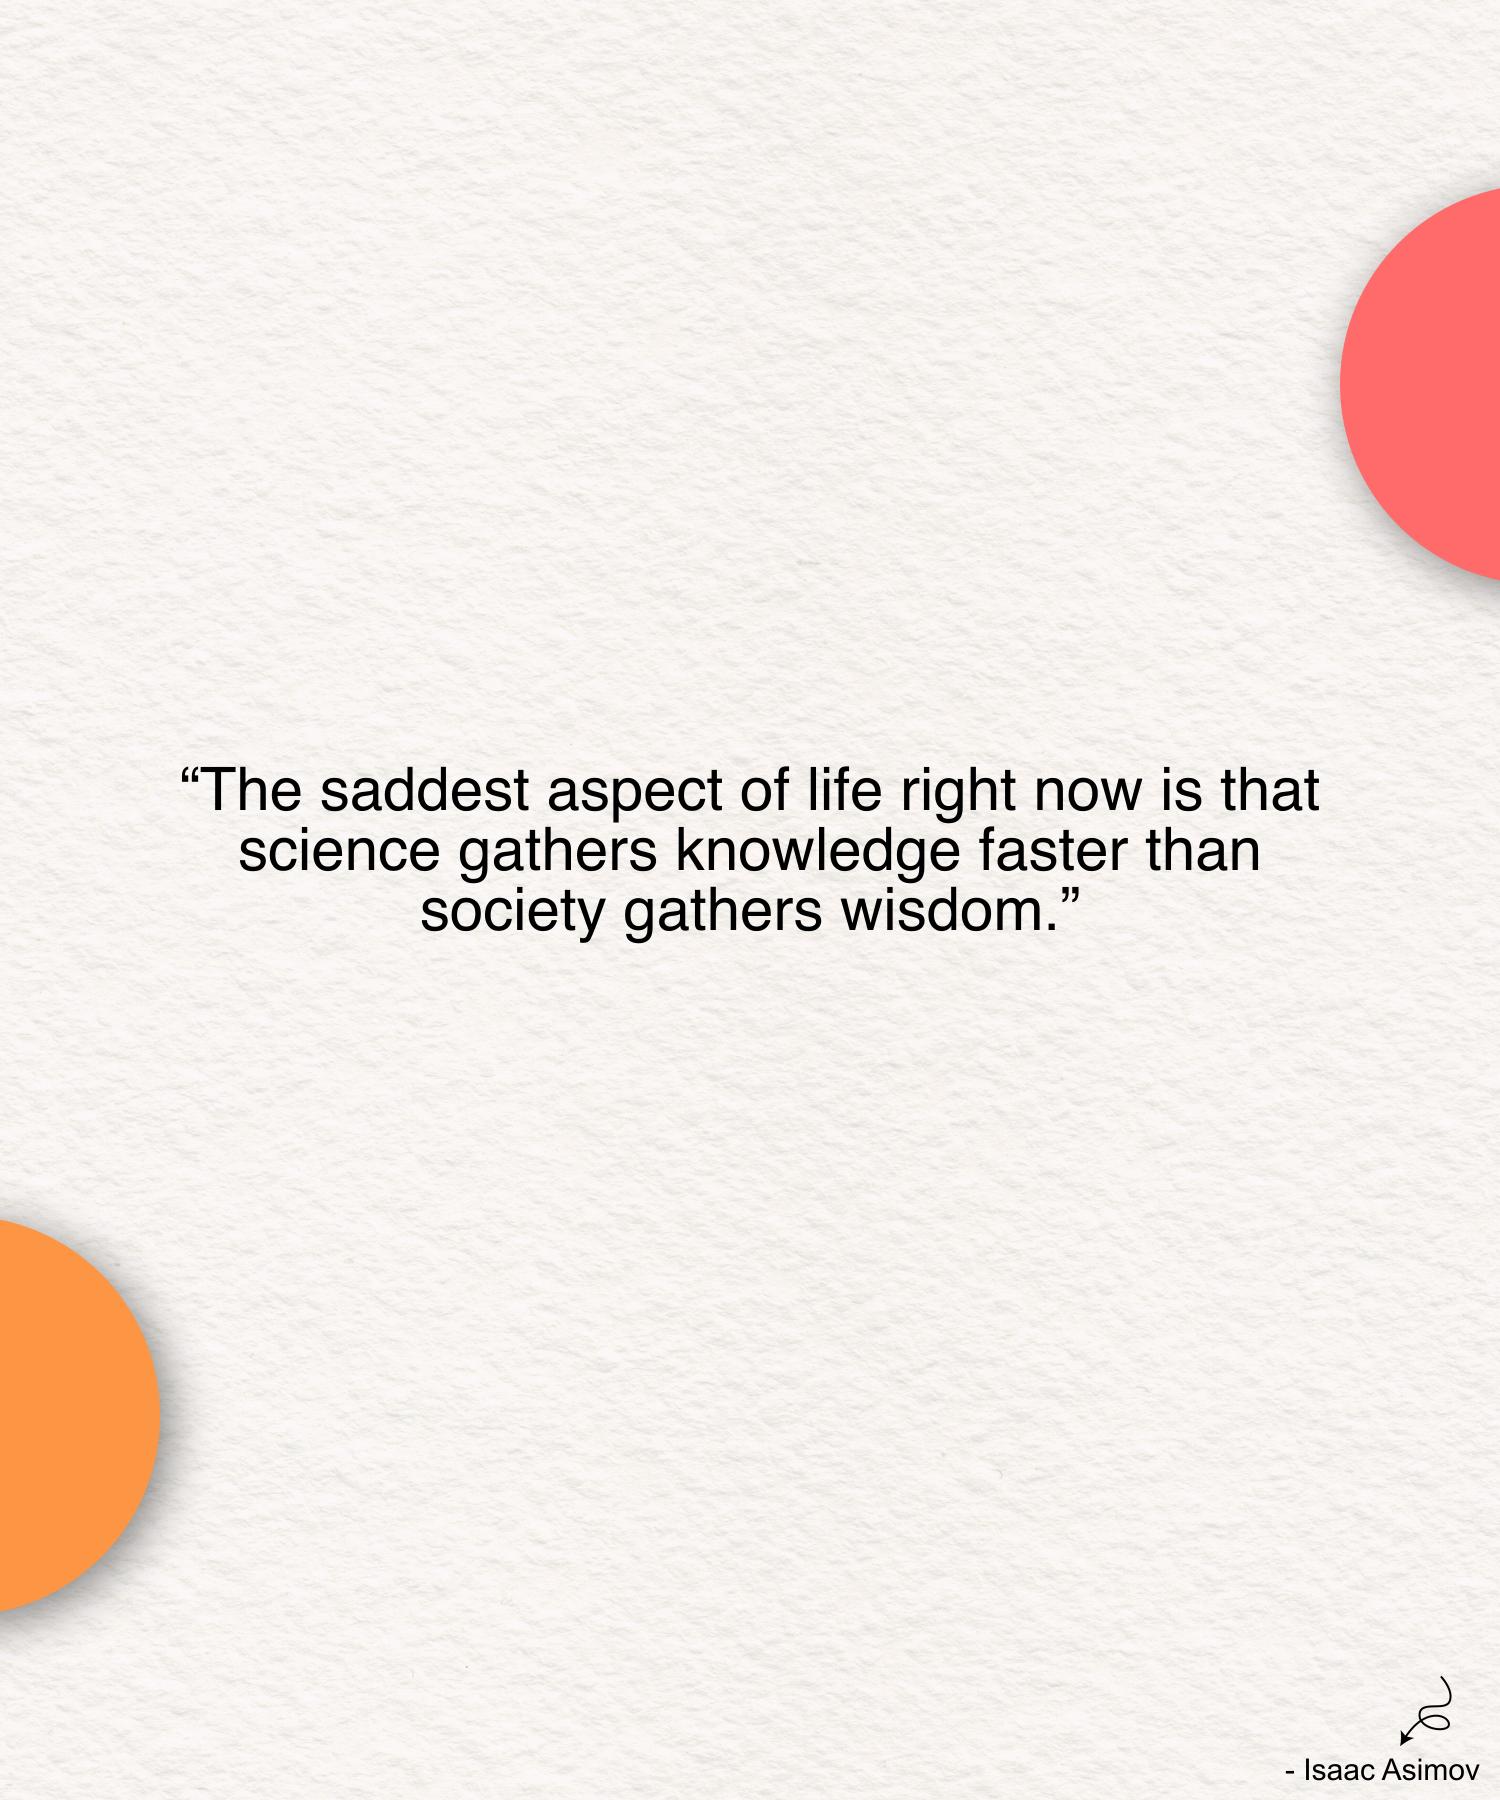 “The saddest aspect of life right now is that
science gathers knowledge faster than
society gathers wisdom.”
- Isaac Asimov